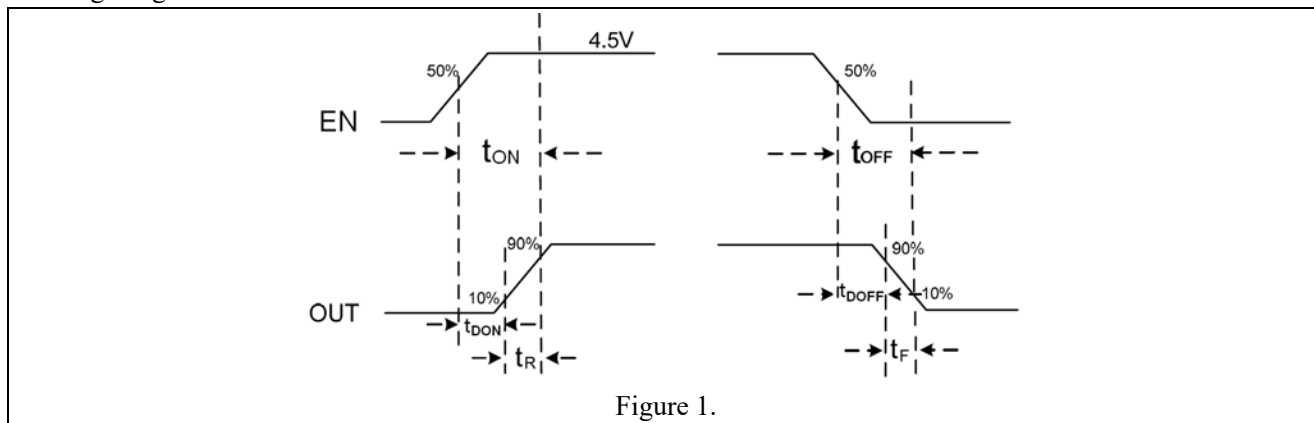 4.5V
50% 50%
EN
tON tOFF
90% 90%
10% 10%
OUT
tDON tDOFF
tR tF
Figure 1.